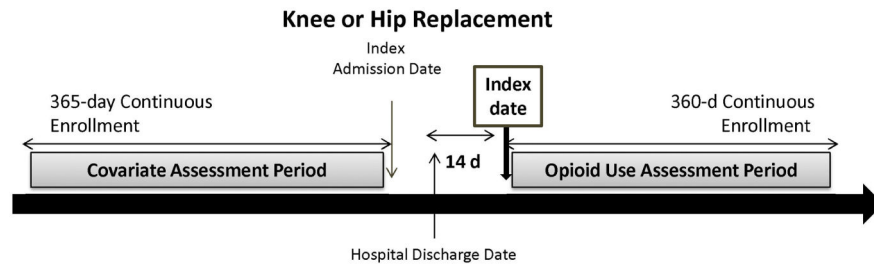 Knee or Hip Replacement
Index
Admission Date
Index
date
365-day Continuous
Enrollment
360-d Continuous
Enrollment
14 d
Covariate Assessment Period
Opioid Use Assessment Period
Hospital Discharge Date